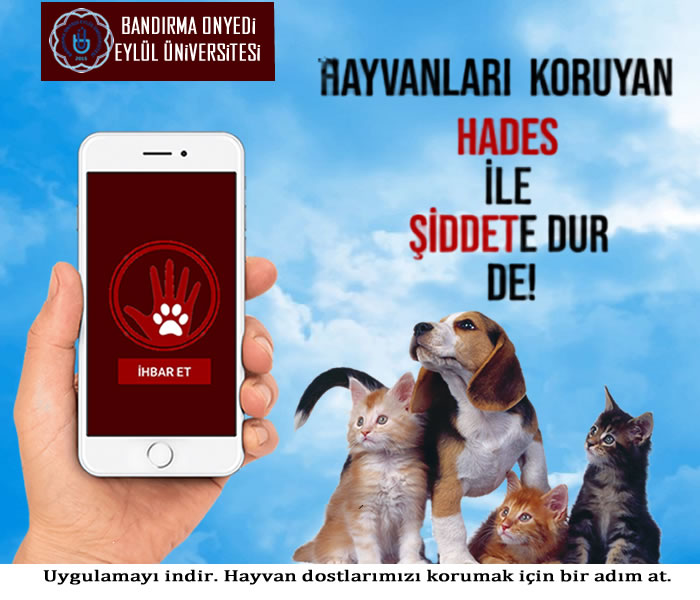 BANDIRMA ONYEDİ
EYLÜL ÜNİVERSİTESİ
2015
HAYVANLARI KORUYAN
HADES
İLE
ŞİDDETE DUR
DE!
İHBAR ET
Uygulamayı indir. Hayvan dostlarımızı korumak için bir adım at.